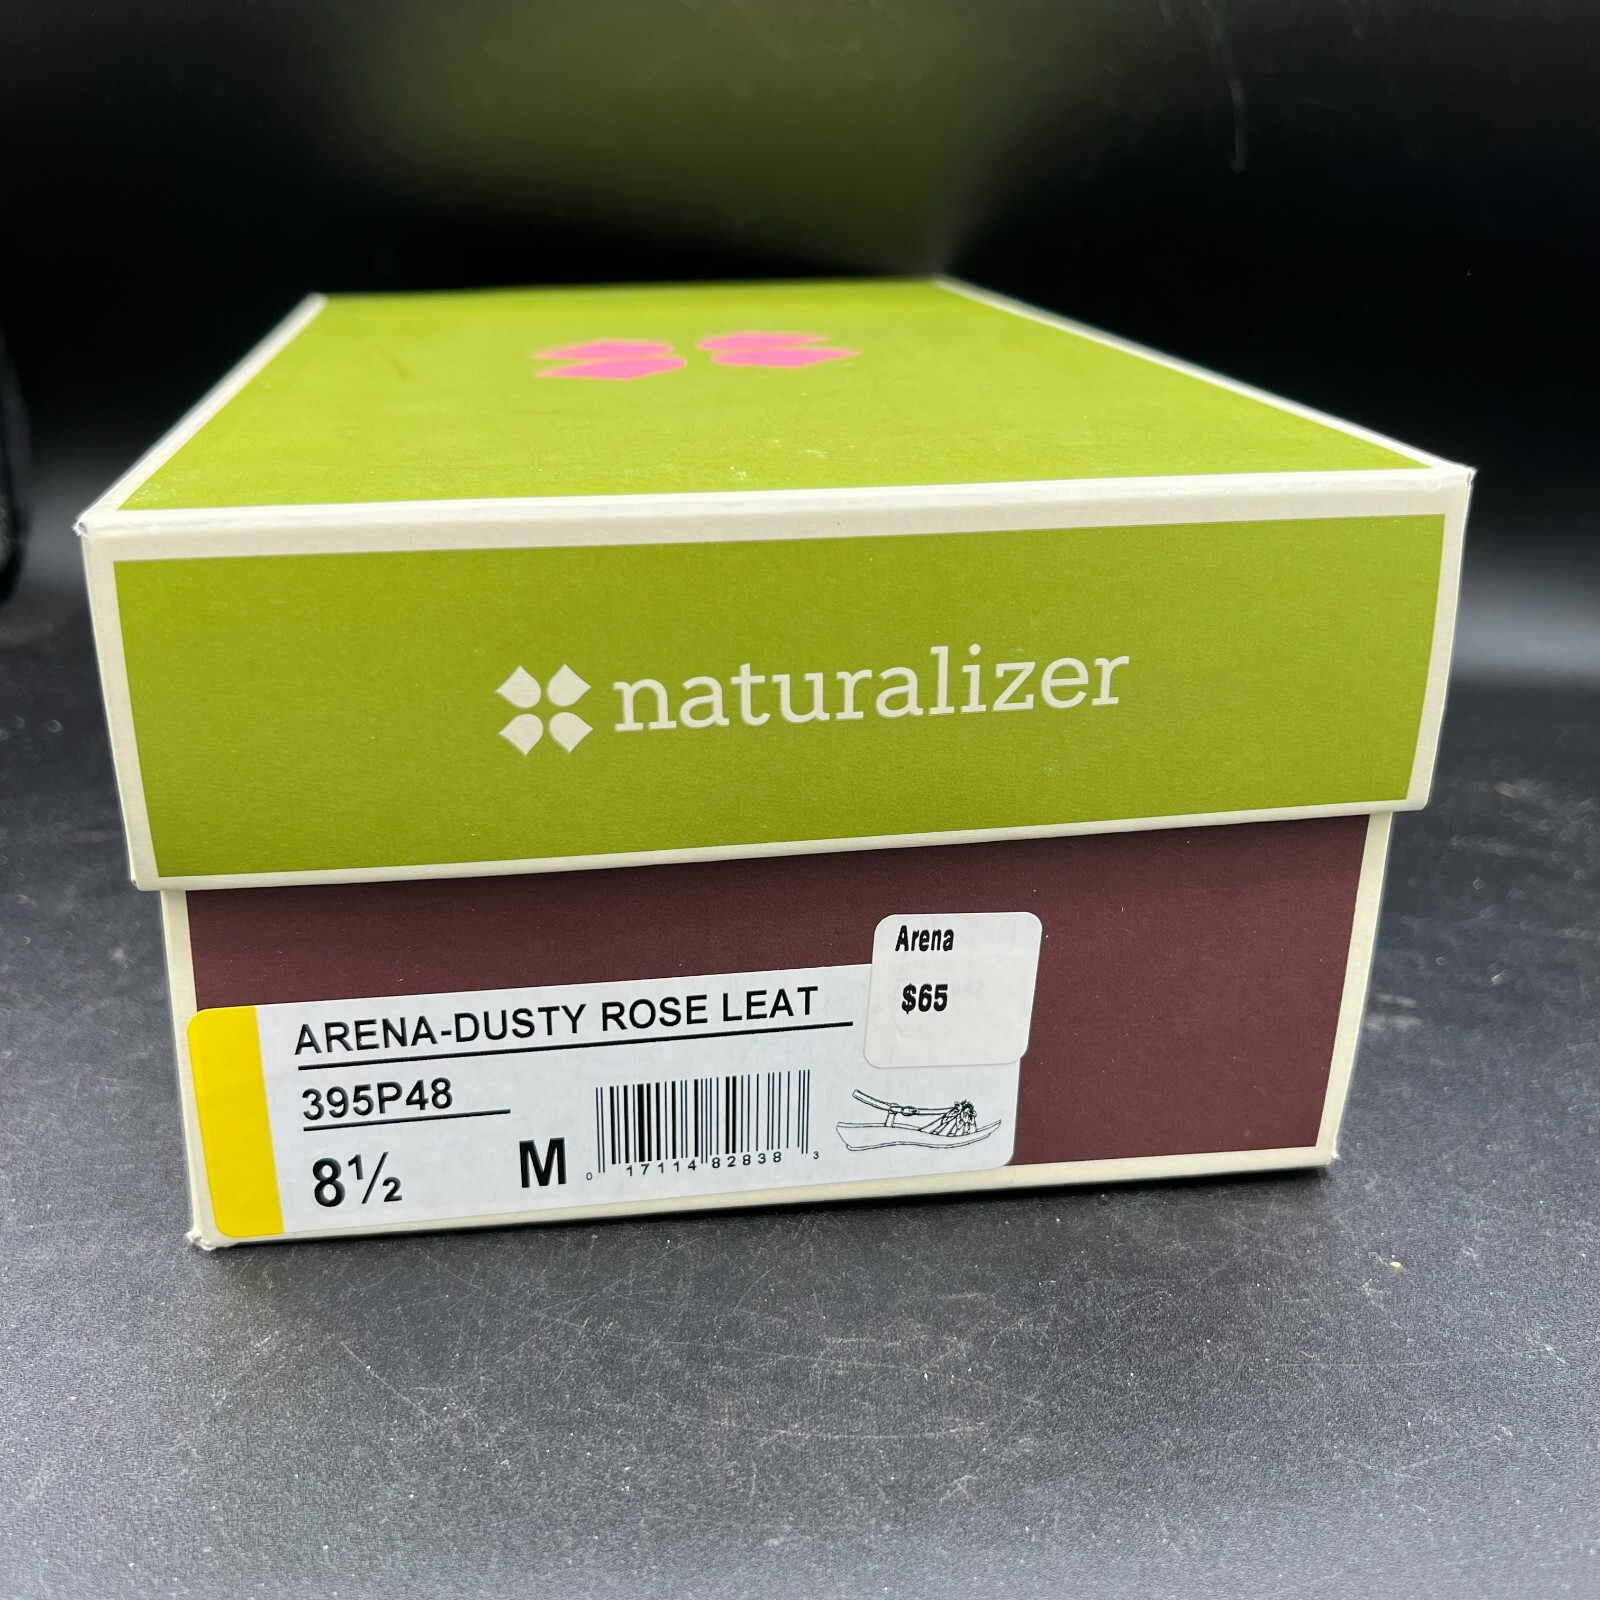 naturalizer
Arena
$65
ARENA-DUSTY ROSE LEAT
395P48
8½ M
0 17114 82838 3